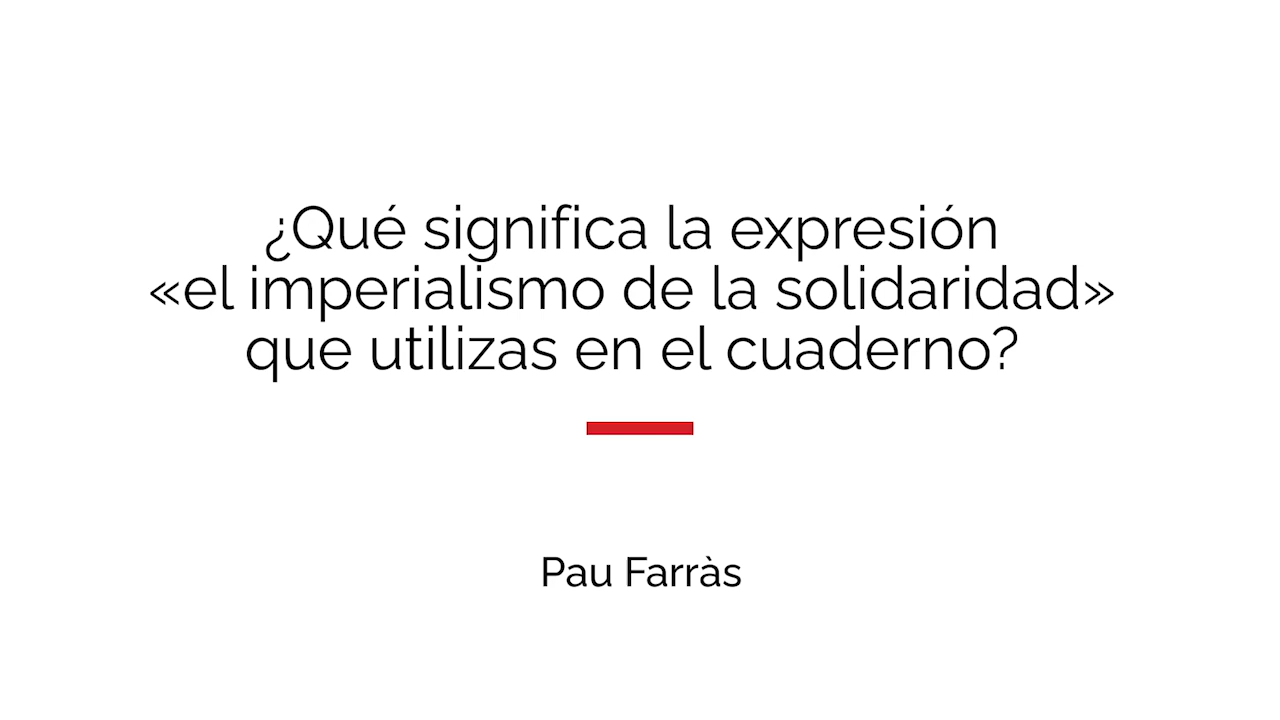 ¿Qué significa la expresión
«el imperialismo de la solidaridad»
que utilizas en el cuaderno?
Pau Farràs